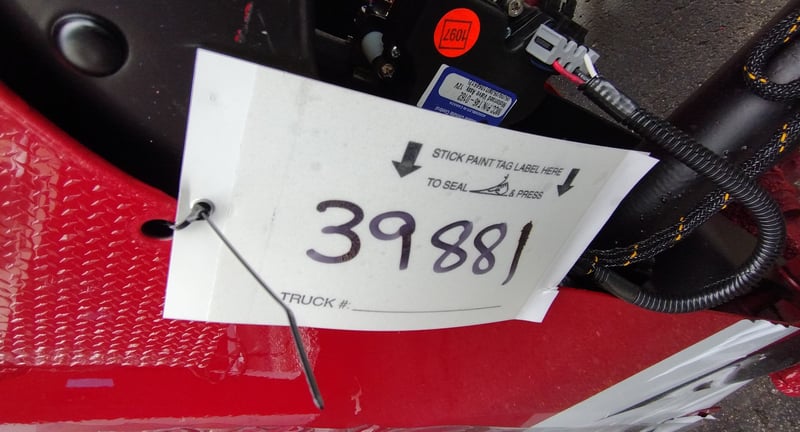 1097
STICK PAINT TAG LABEL HERE
TO SEAL & PRESS
39881
TRUCK #: